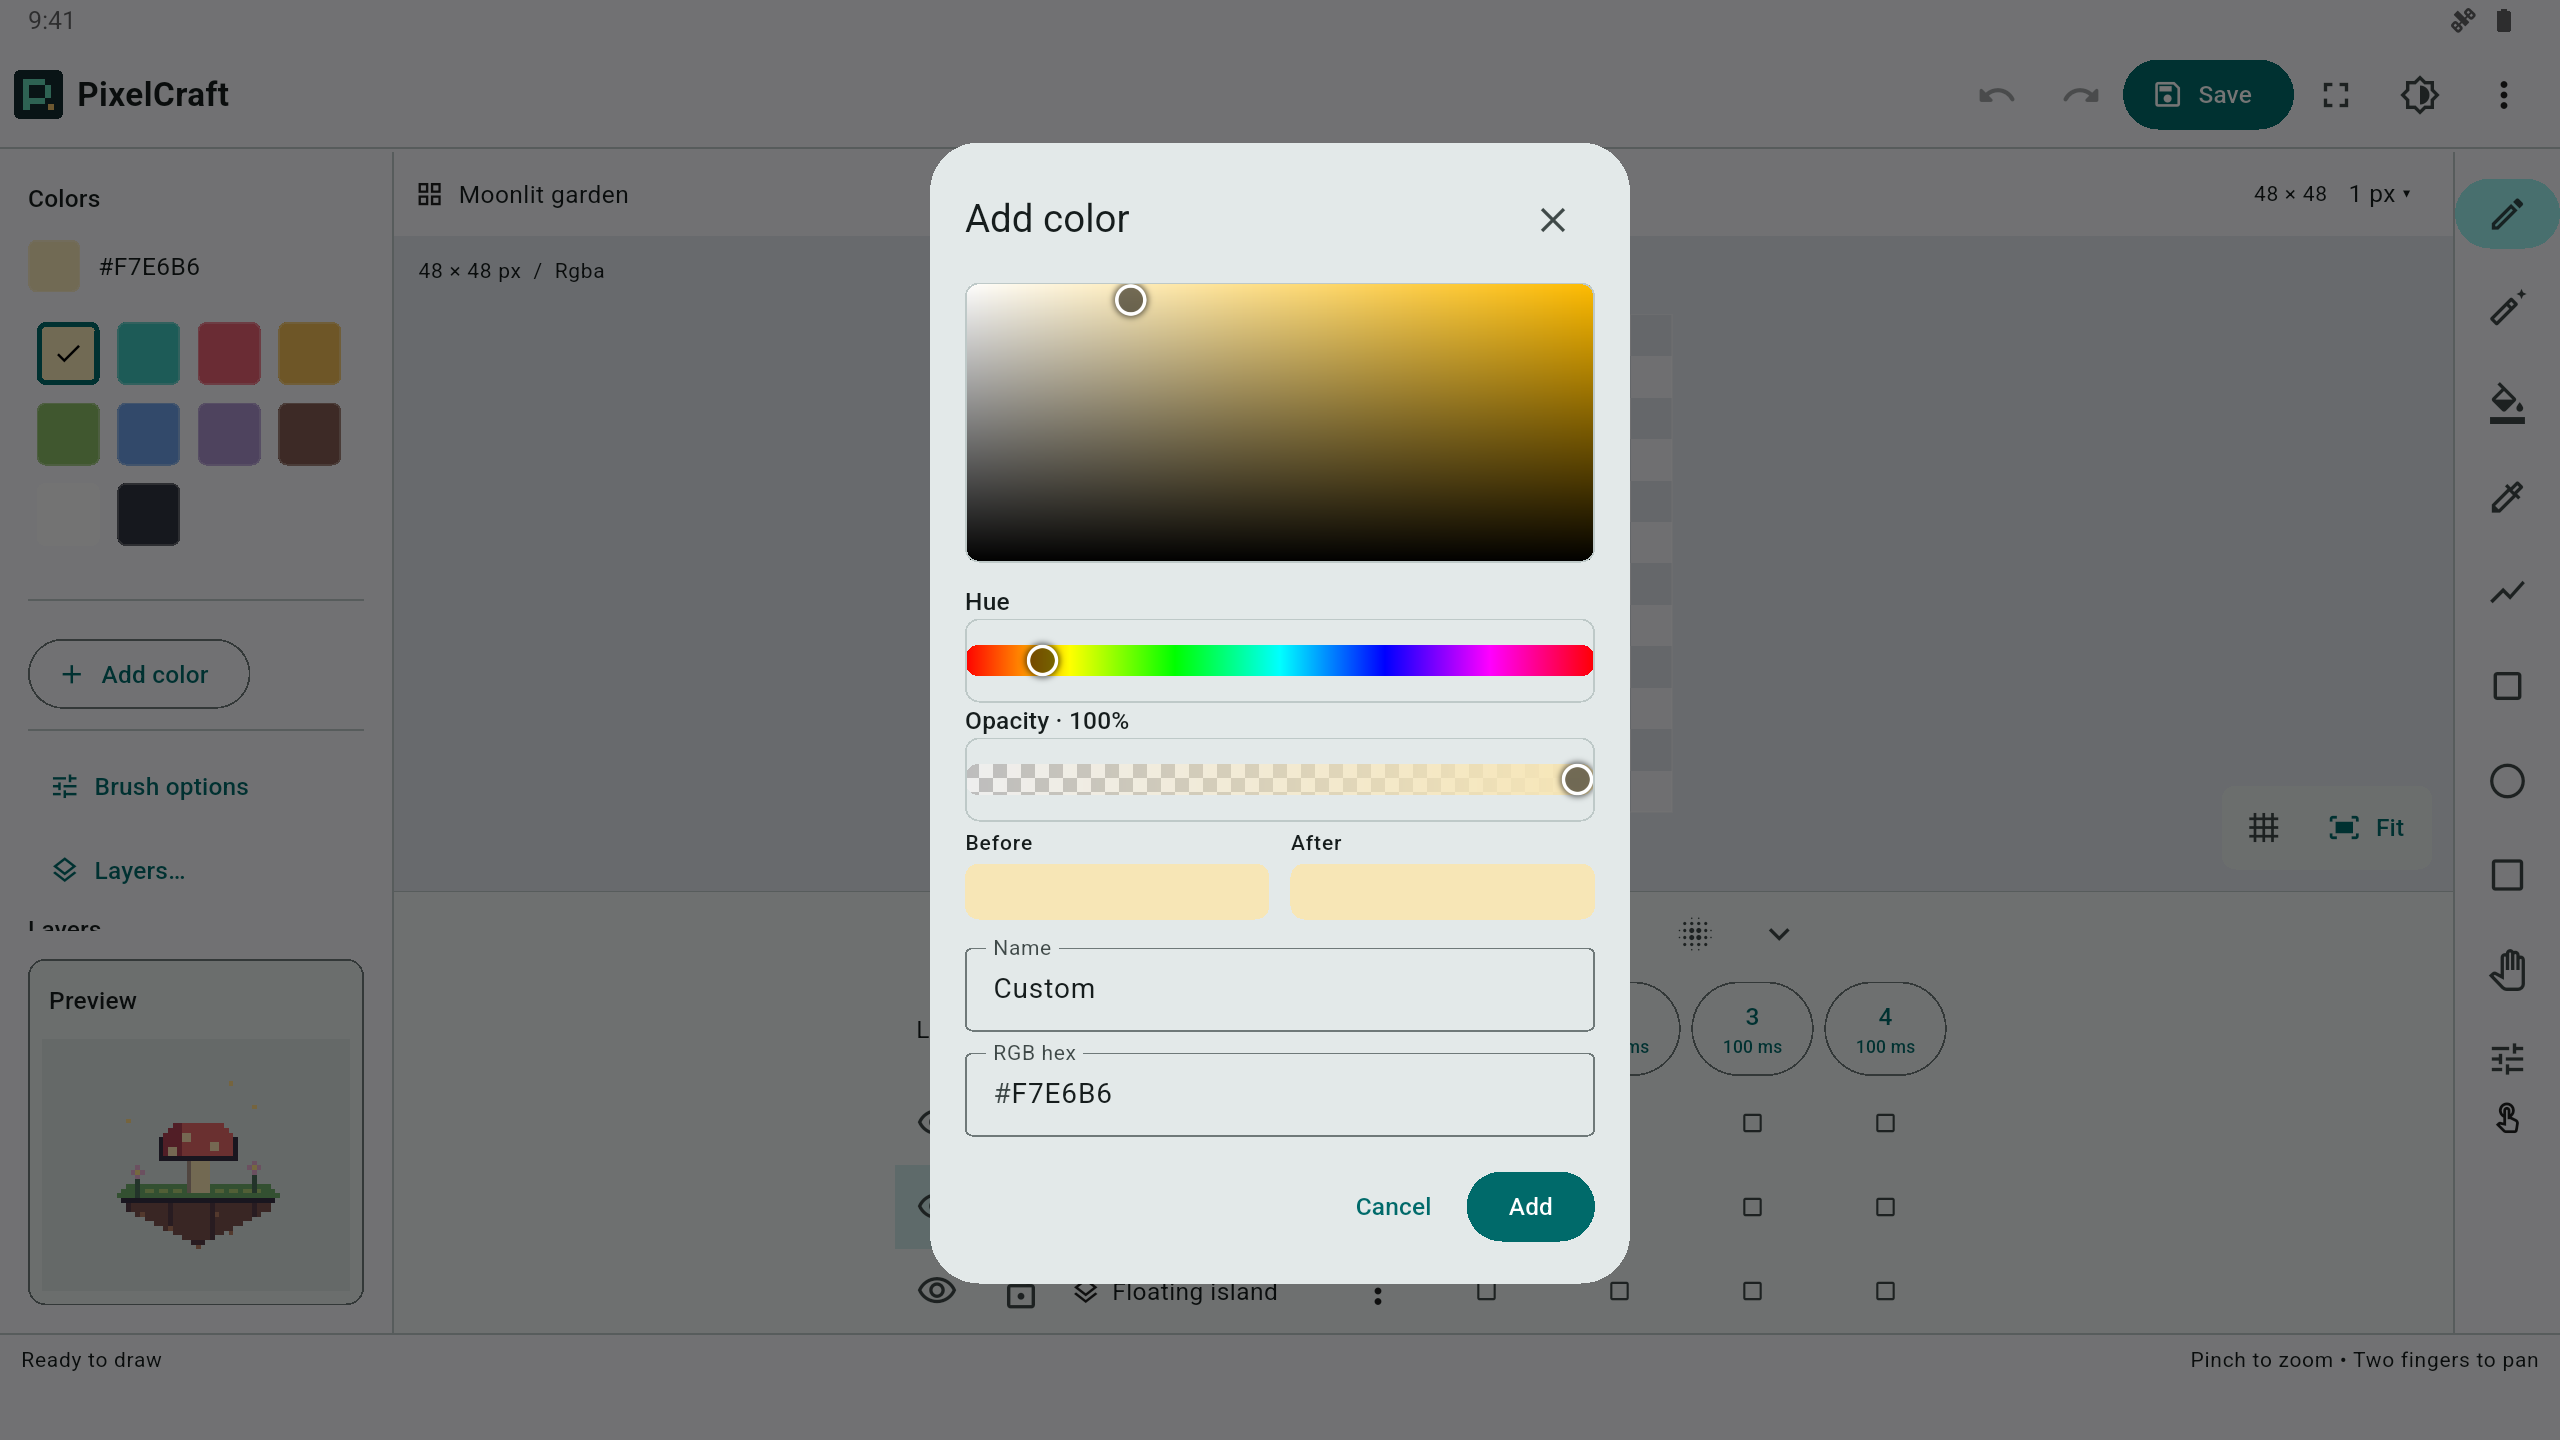 9:41
PixelCraft
Save
Colors
#F7E6B6
Add color
Brush options
Layers…
Layers
Preview
Moonlit garden
48 × 48
1 px
48 × 48 px / Rgba
Fit
Add color
Hue
Opacity · 100%
Before
After
Name
Custom
RGB hex
#F7E6B6
Cancel
Add
L
ms
3
100 ms
4
100 ms
Floating island
Ready to draw
Pinch to zoom • Two fingers to pan